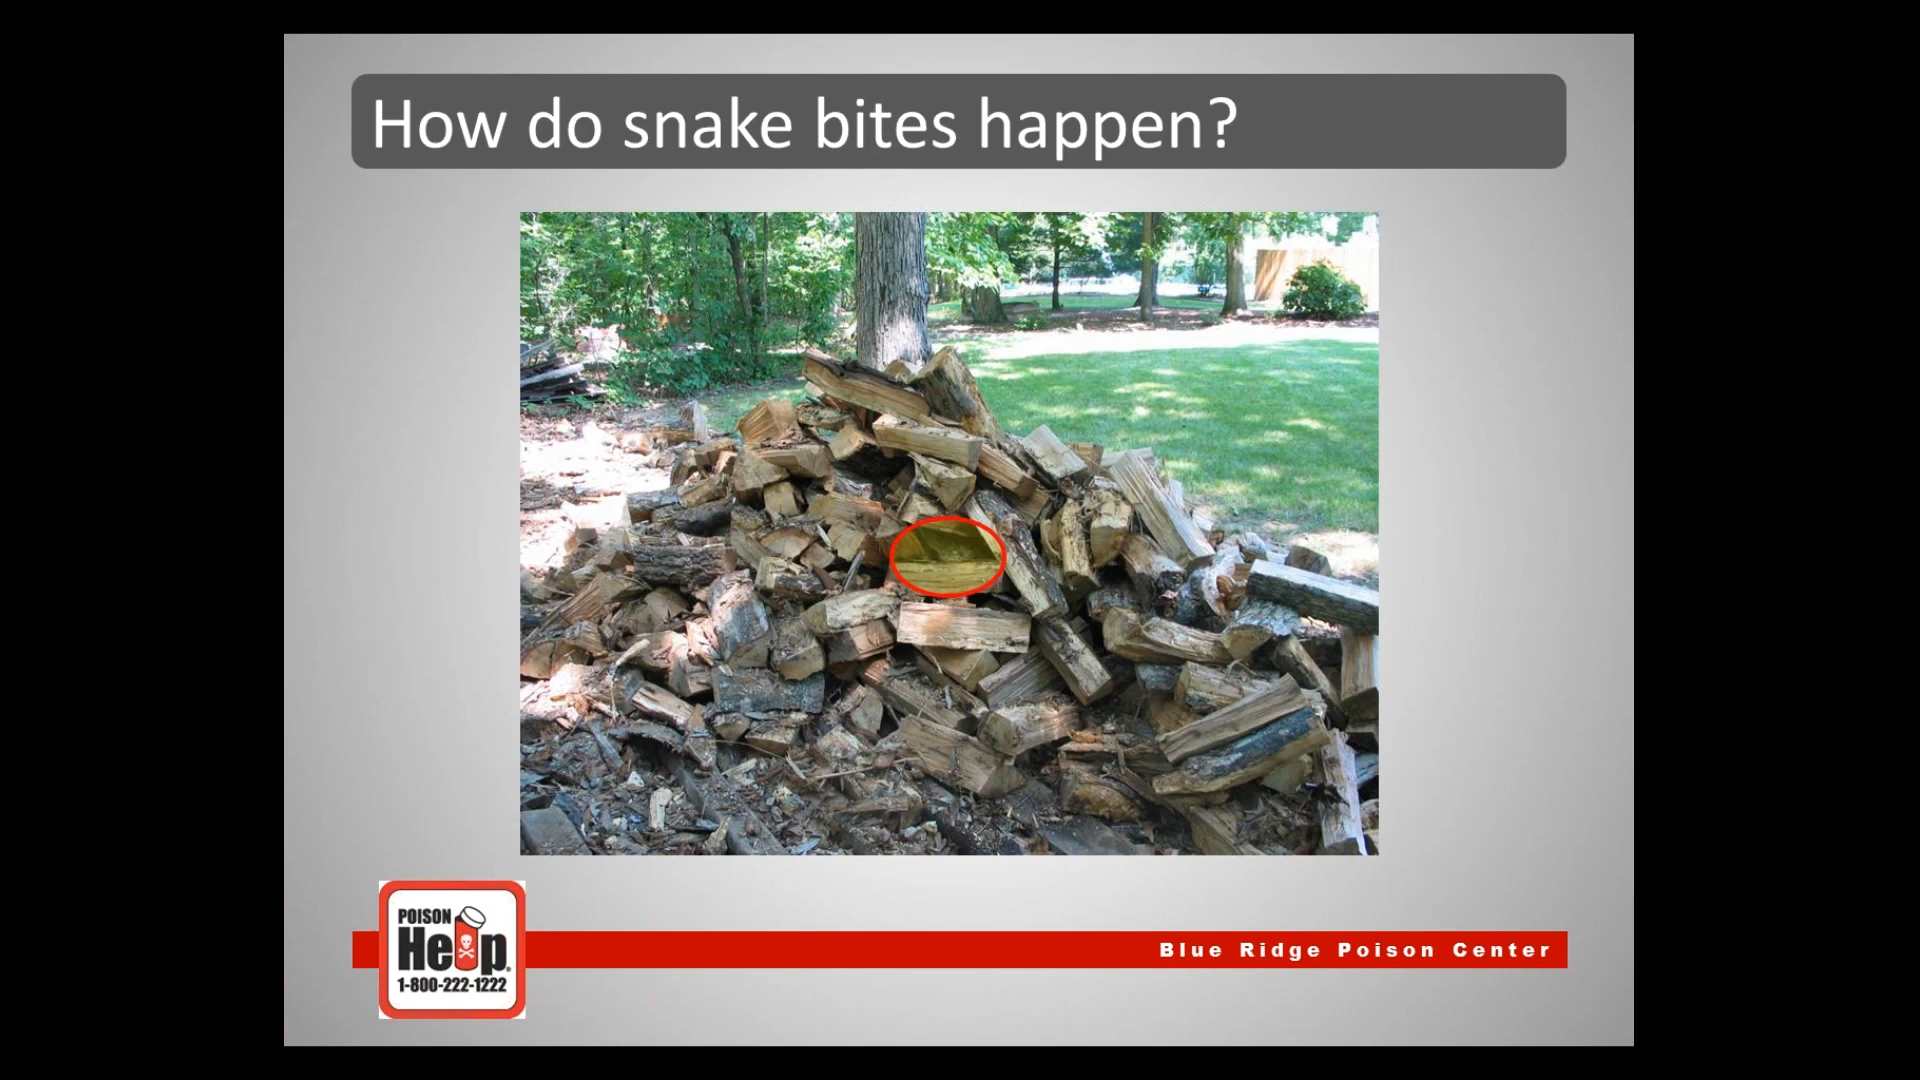 How do snake bites happen?
POISON
Help
1-800-222-1222
Blue Ridge Poison Center